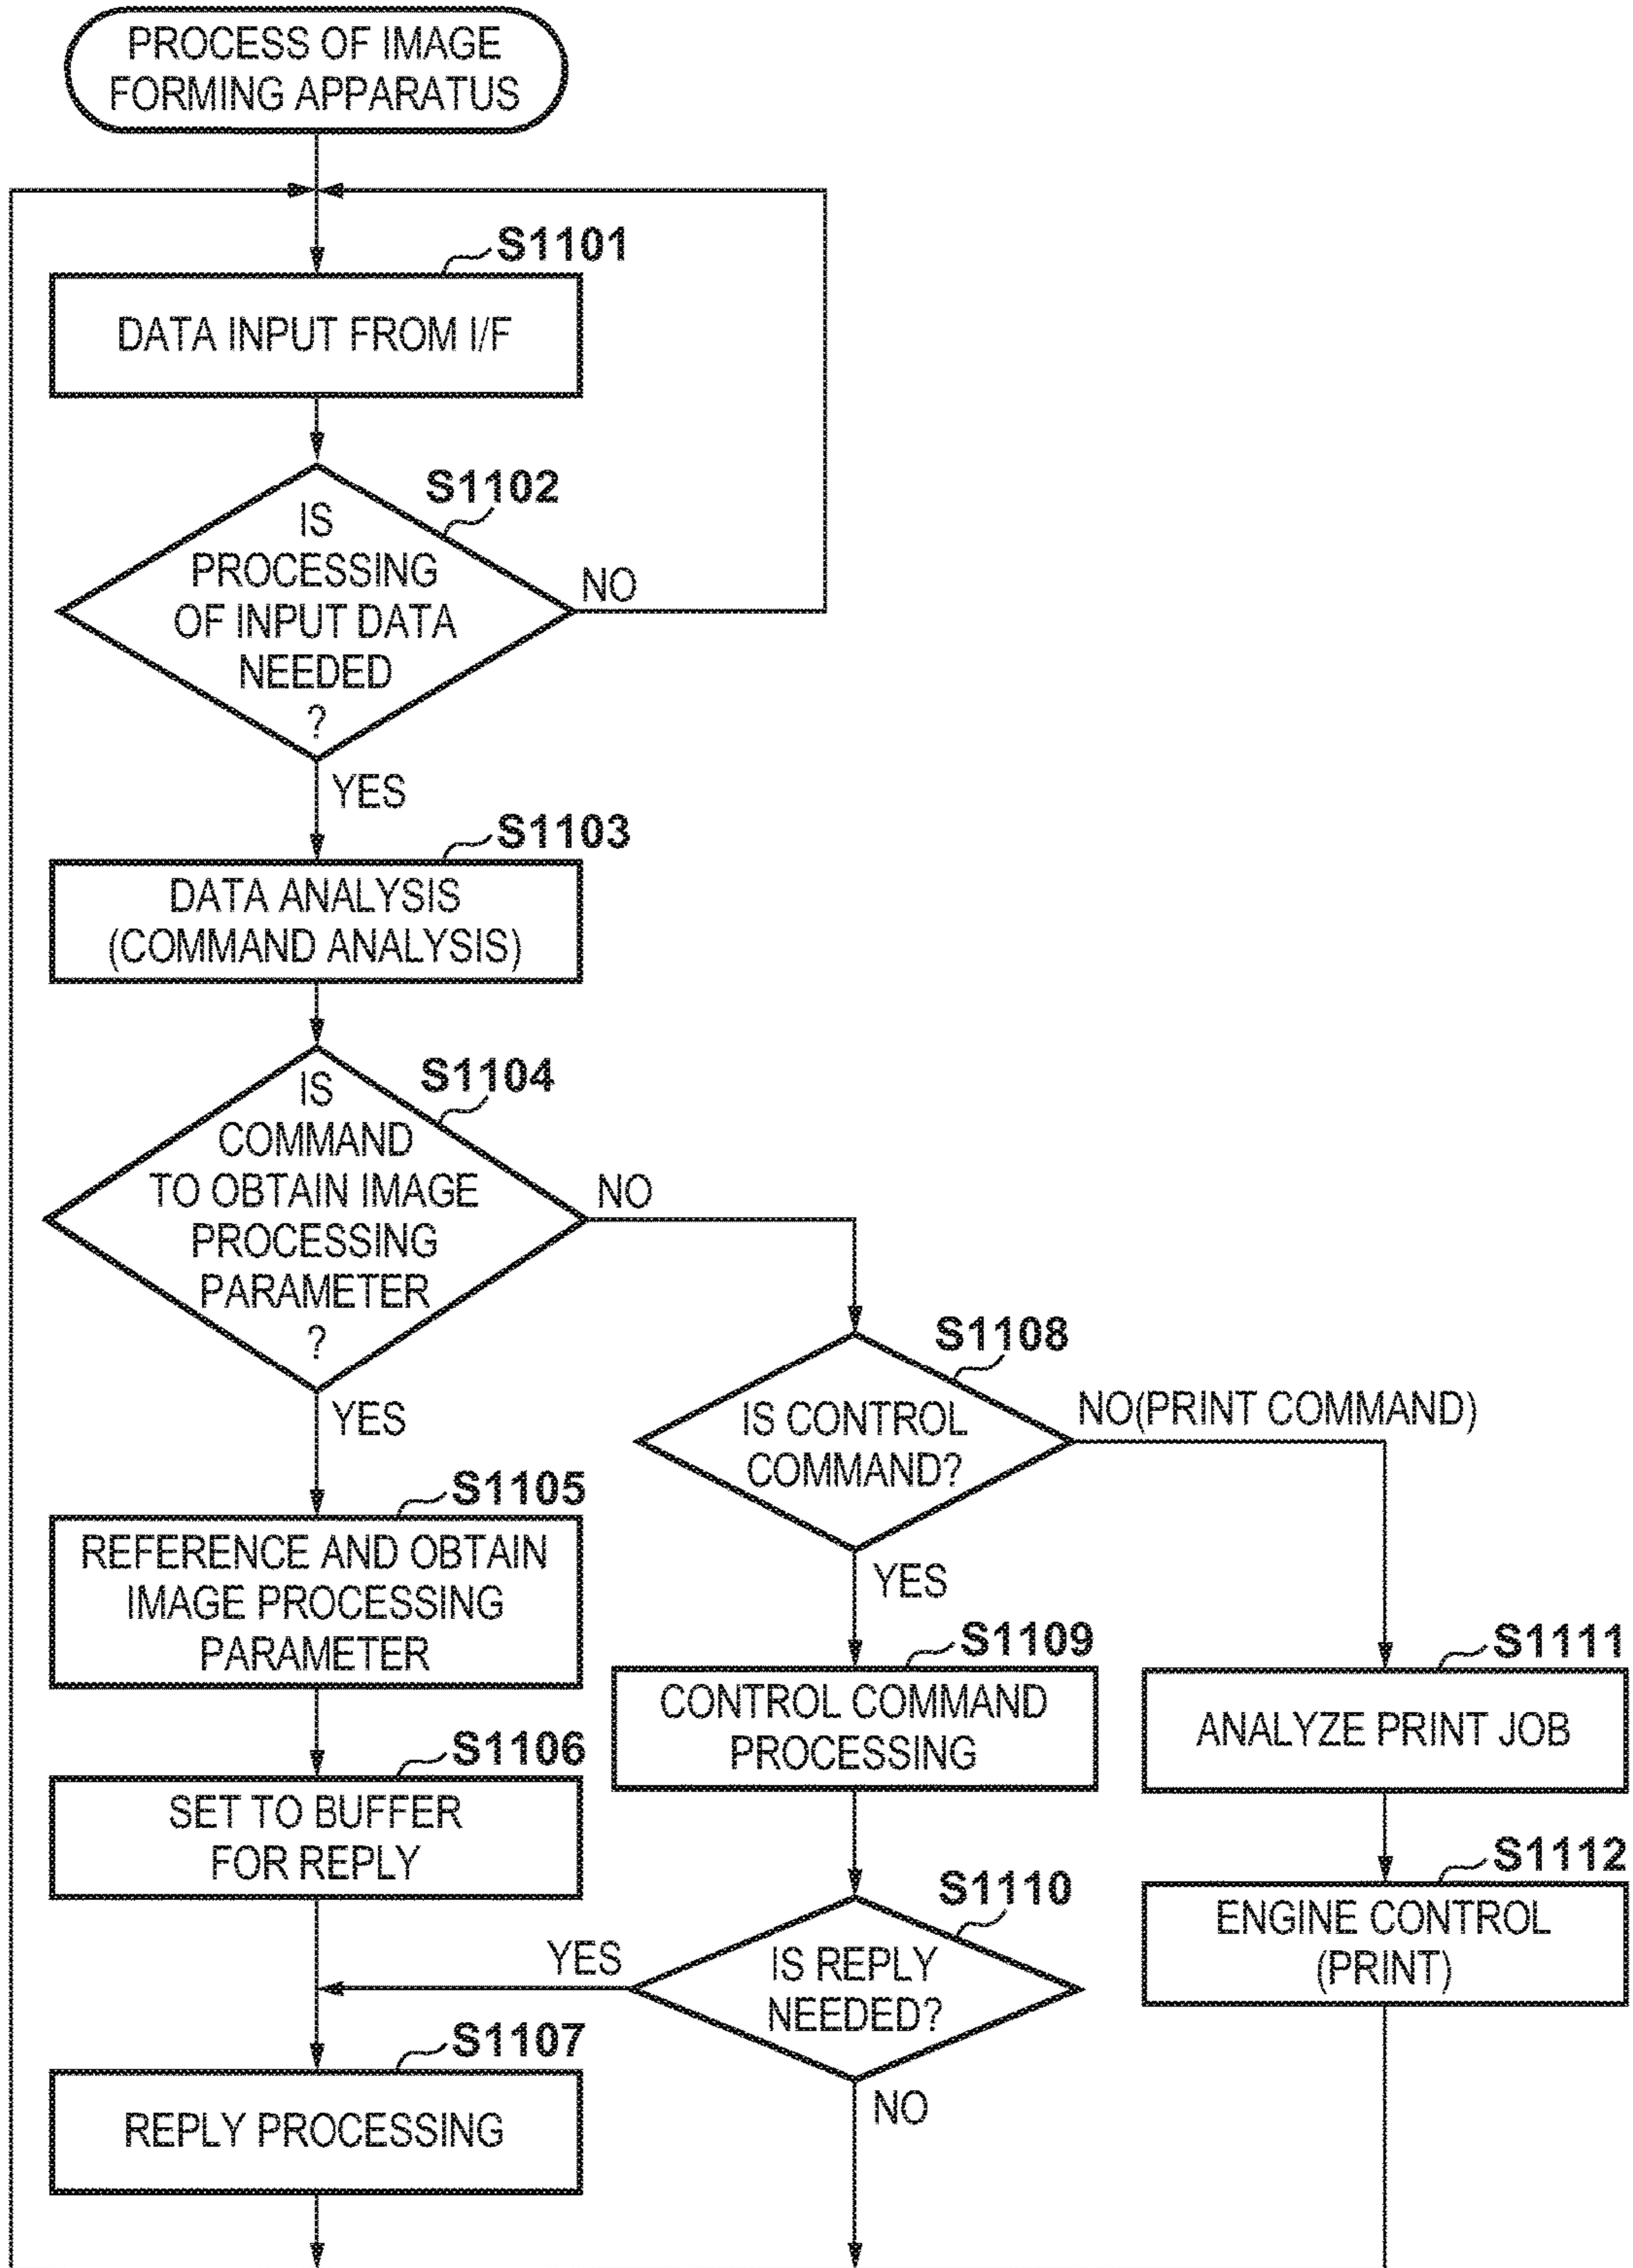 PROCESS OF IMAGE
FORMING APPARATUS
S1101
DATA INPUT FROM I/F
S1102
IS
PROCESSING
OF INPUT DATA
NEEDED
?
NO
YES
S1103
DATA ANALYSIS
(COMMAND ANALYSIS)
S1104
IS
COMMAND
TO OBTAIN IMAGE
PROCESSING
PARAMETER
?
NO
YES
S1108
IS CONTROL
COMMAND?
NO(PRINT COMMAND)
YES
S1105
REFERENCE AND OBTAIN
IMAGE PROCESSING
PARAMETER
S1109
CONTROL COMMAND
PROCESSING
S1111
ANALYZE PRINT JOB
S1106
SET TO BUFFER
FOR REPLY
S1110
IS REPLY
NEEDED?
YES
NO
S1112
ENGINE CONTROL
(PRINT)
S1107
REPLY PROCESSING